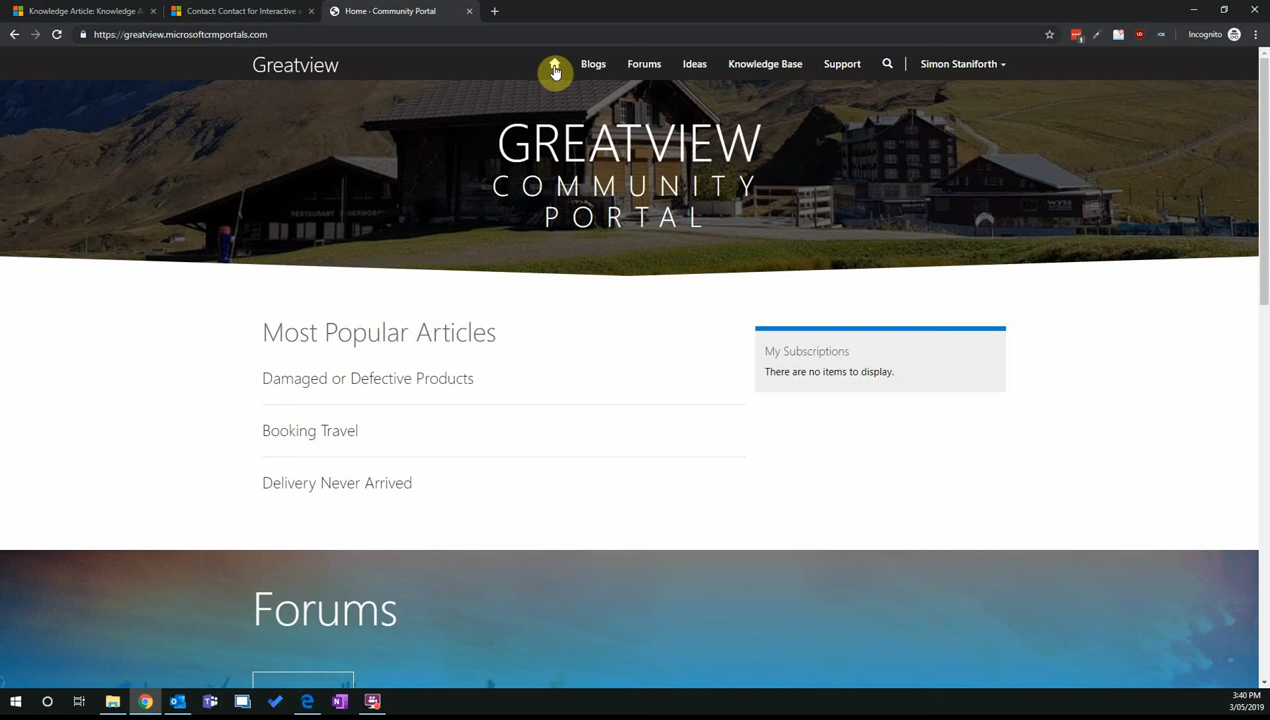 Knowledge Article: Knowledge A
Contact: Contact for Interactive e
Home · Community Portal
https://greatview.microsoftcrmportals.com
Incognito
Greatview
Blogs
Forums
Ideas
Knowledge Base
Support
Simon Staniforth
GREATVIEW
COMMUNITY
PORTAL
Most Popular Articles
Damaged or Defective Products
Booking Travel
Delivery Never Arrived
My Subscriptions
There are no items to display.
Forums
3:40 PM
3/05/2019